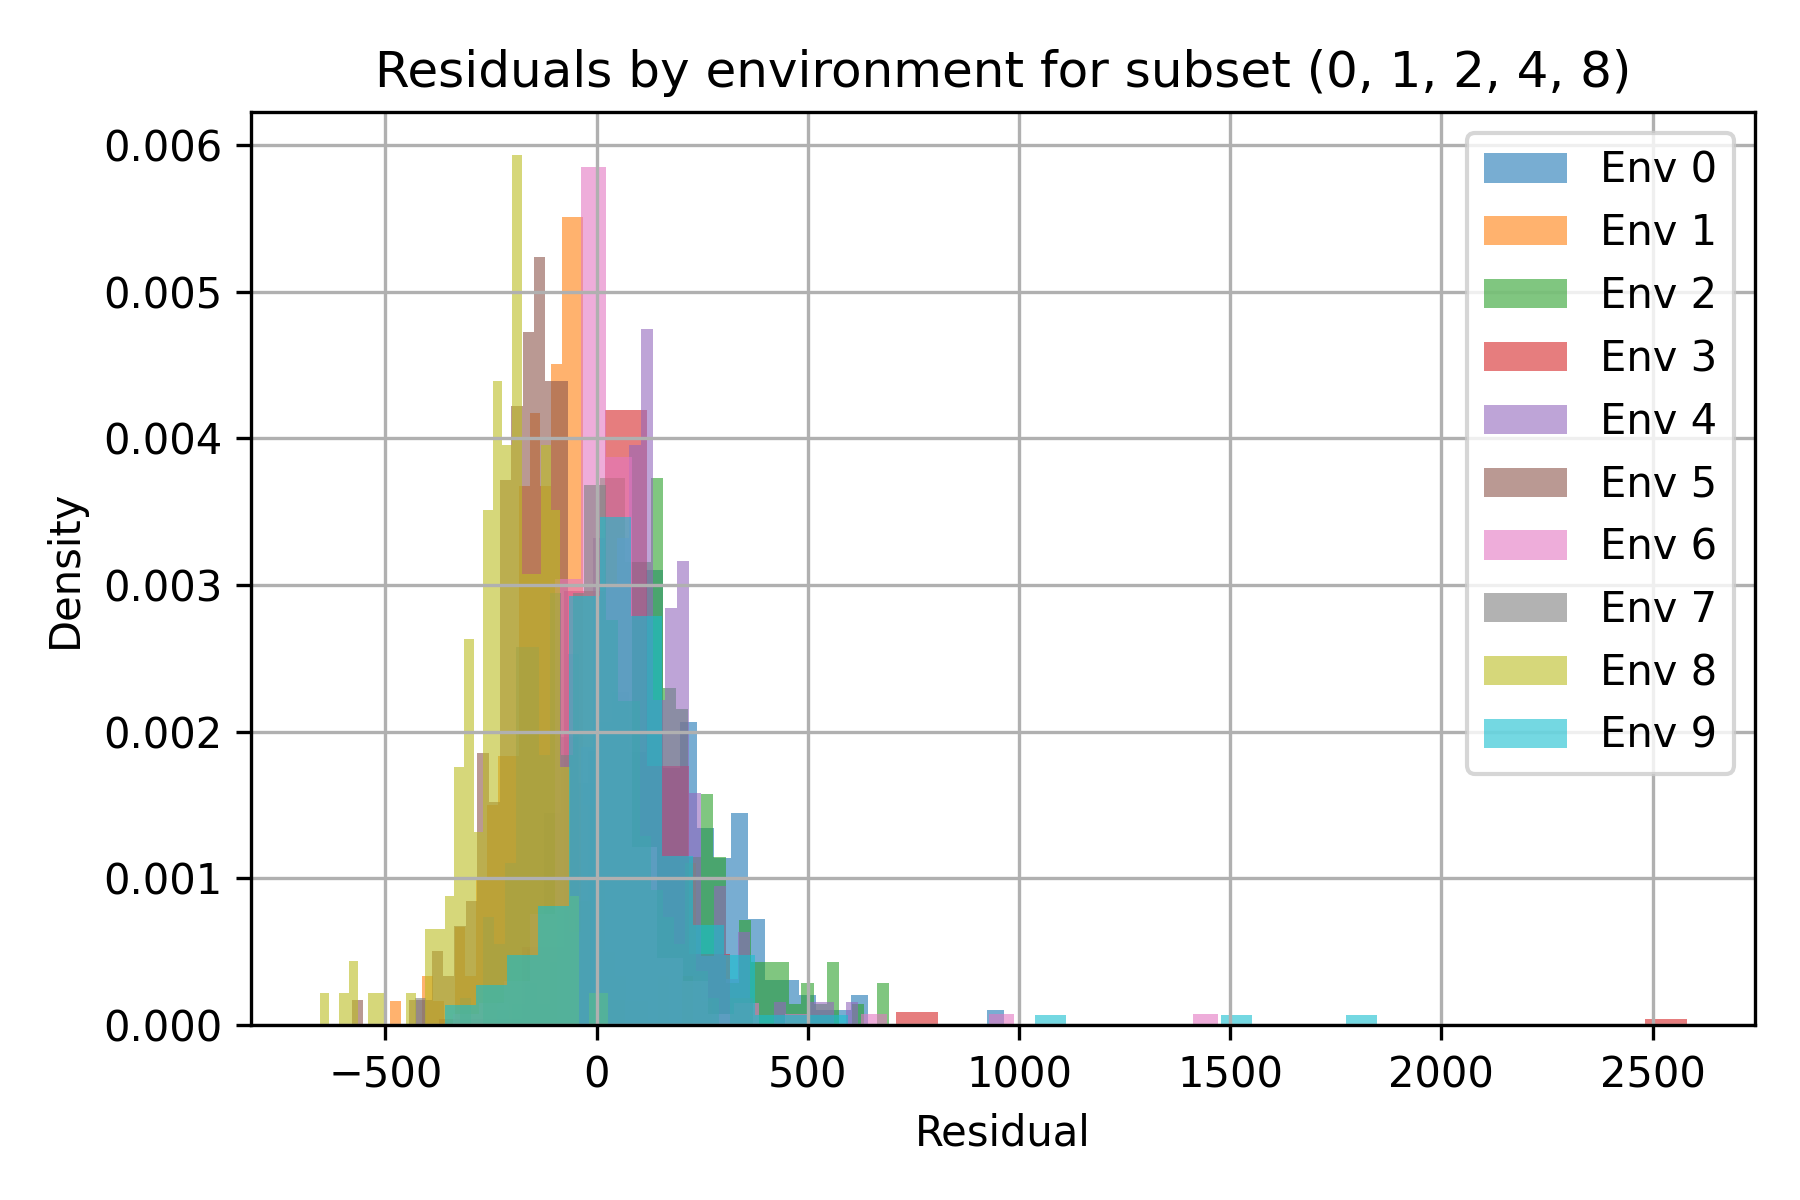 Residuals by environment for subset (0, 1, 2, 4, 8)
0.006
0.005
0.004
0.003
0.002
0.001
0.000
Density
−500
0
500
1000
1500
2000
2500
Residual
Env 0
Env 1
Env 2
Env 3
Env 4
Env 5
Env 6
Env 7
Env 8
Env 9